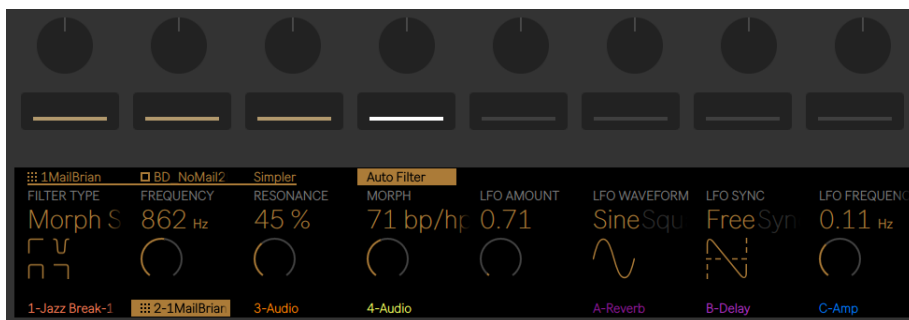 1MailBrian BD_NoMail2 Simpler Auto Filter
FILTER TYPE FREQUENCY RESONANCE MORPH LFO AMOUNT LFO WAVEFORM LFO SYNC LFO FREQUENC
Morph S 862 Hz 45 % 71 bp/hp 0.71 Sine Squ Free Syn 0.11 Hz
1-Jazz Break-1 2-1MailBrian 3-Audio 4-Audio A-Reverb B-Delay C-Amp